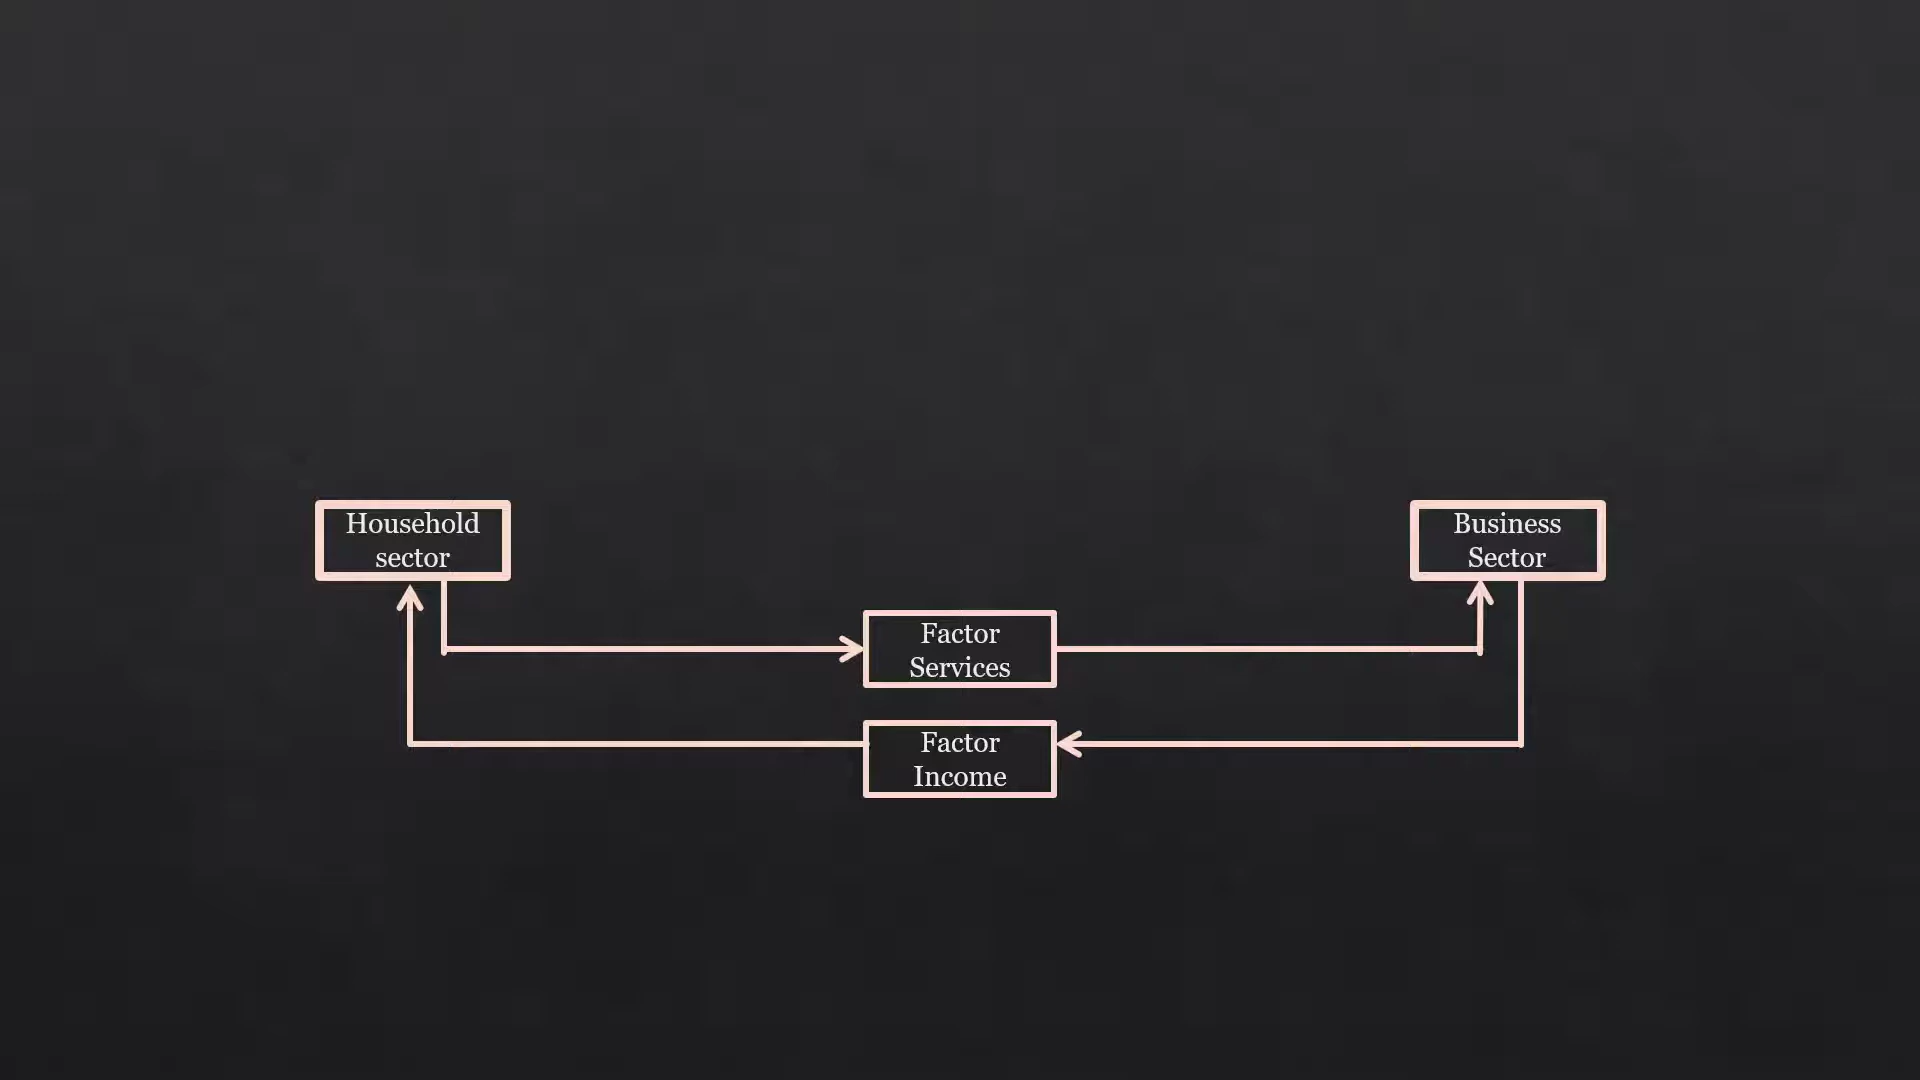 Household
sector
Business
Sector
Factor
Services
Factor
Income